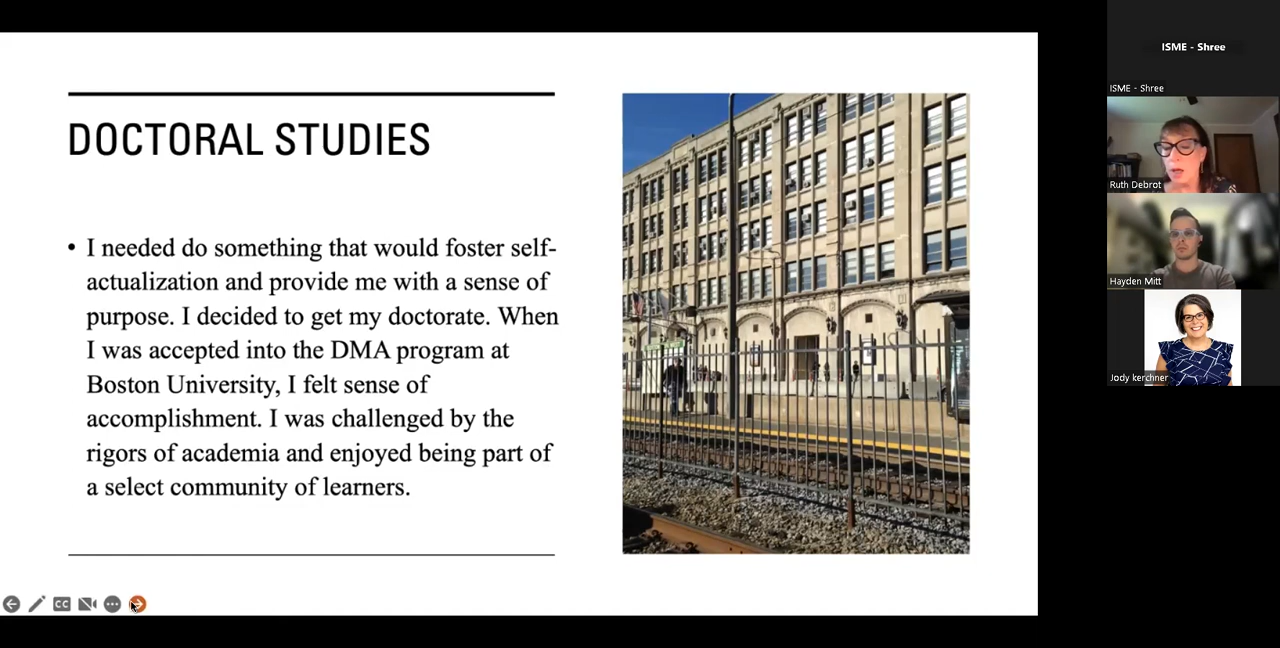 DOCTORAL STUDIES
• I needed do something that would foster self-
actualization and provide me with a sense of
purpose. I decided to get my doctorate. When
I was accepted into the DMA program at
Boston University, I felt sense of
accomplishment. I was challenged by the
rigors of academia and enjoyed being part of
a select community of learners.
CC
ISME - Shree
ISME - Shree
Ruth Debrot
Hayden Mitt
Jody kerchner